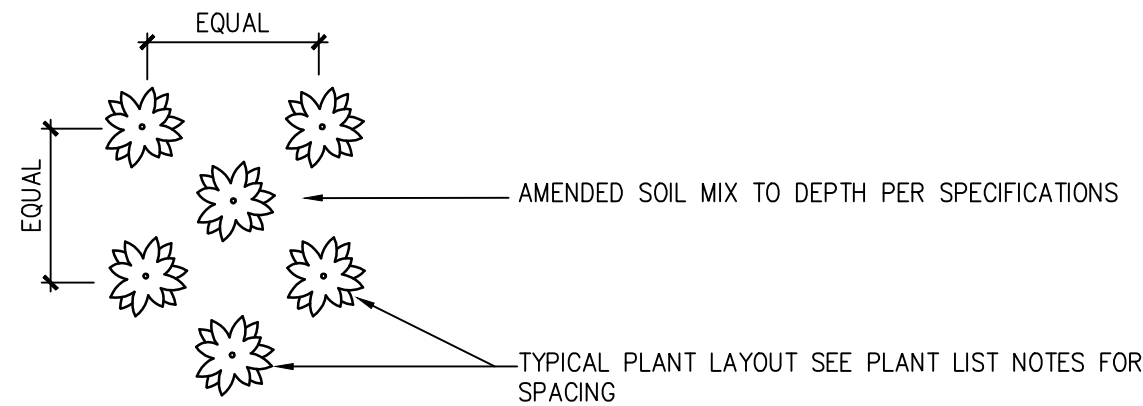 EQUAL
EQUAL
AMENDED SOIL MIX TO DEPTH PER SPECIFICATIONS
TYPICAL PLANT LAYOUT SEE PLANT LIST NOTES FOR
SPACING